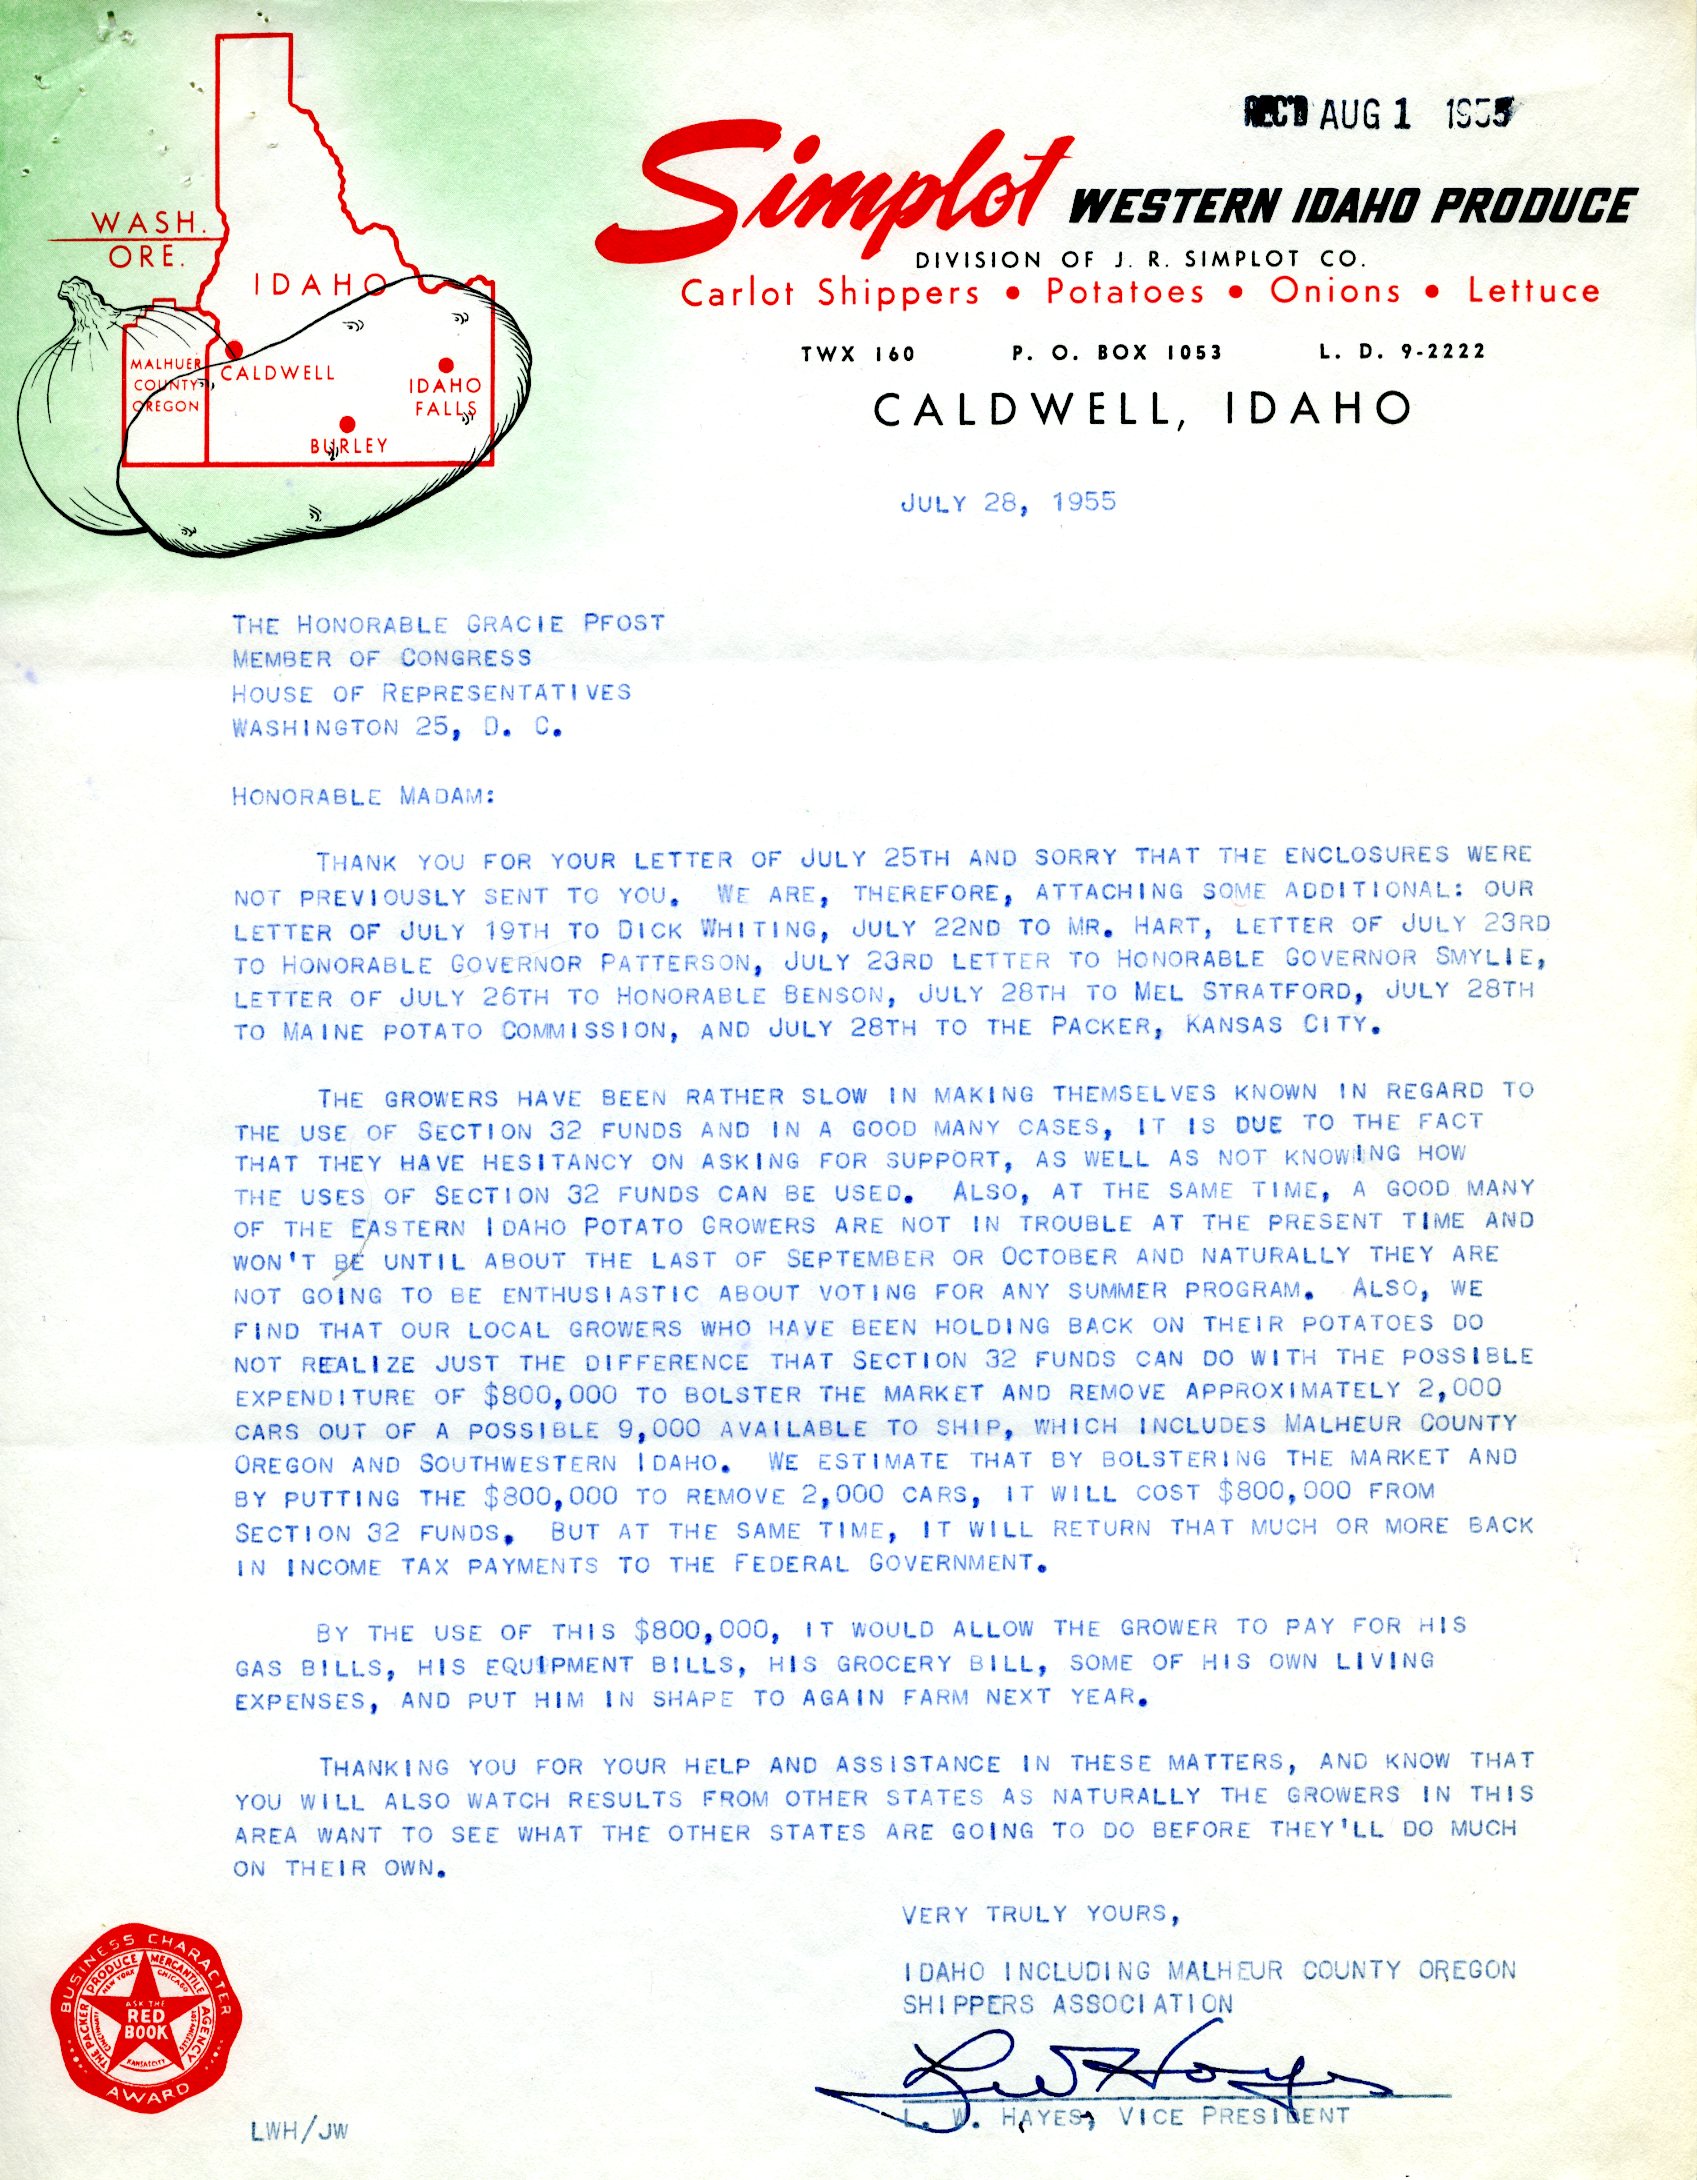 REC'D AUG 1 1955
Simplot WESTERN IDAHO PRODUCE
DIVISION OF J. R. SIMPLOT CO.
Carlot Shippers • Potatoes • Onions • Lettuce
TWX 160 P. O. BOX 1053 L. D. 9-2222
CALDWELL, IDAHO
WASH.
ORE.
IDAHO
MALHUER
COUNTY
OREGON
CALDWELL
IDAHO
FALLS
BURLEY
JULY 28, 1955
THE HONORABLE GRACIE PFOST
MEMBER OF CONGRESS
HOUSE OF REPRESENTATIVES
WASHINGTON 25, D. C.
HONORABLE MADAM:
THANK YOU FOR YOUR LETTER OF JULY 25TH AND SORRY THAT THE ENCLOSURES WERE
NOT PREVIOUSLY SENT TO YOU. WE ARE, THEREFORE, ATTACHING SOME ADDITIONAL: OUR
LETTER OF JULY 19TH TO DICK WHITING, JULY 22ND TO MR. HART, LETTER OF JULY 23RD
TO HONORABLE GOVERNOR PATTERSON, JULY 23RD LETTER TO HONORABLE GOVERNOR SMYLIE,
LETTER OF JULY 26TH TO HONORABLE BENSON, JULY 28TH TO MEL STRATFORD, JULY 28TH
TO MAINE POTATO COMMISSION, AND JULY 28TH TO THE PACKER, KANSAS CITY.
THE GROWERS HAVE BEEN RATHER SLOW IN MAKING THEMSELVES KNOWN IN REGARD TO
THE USE OF SECTION 32 FUNDS AND IN A GOOD MANY CASES, IT IS DUE TO THE FACT
THAT THEY HAVE HESITANCY ON ASKING FOR SUPPORT, AS WELL AS NOT KNOWING HOW
THE USES OF SECTION 32 FUNDS CAN BE USED. ALSO, AT THE SAME TIME, A GOOD MANY
OF THE EASTERN IDAHO POTATO GROWERS ARE NOT IN TROUBLE AT THE PRESENT TIME AND
WON'T BE UNTIL ABOUT THE LAST OF SEPTEMBER OR OCTOBER AND NATURALLY THEY ARE
NOT GOING TO BE ENTHUSIASTIC ABOUT VOTING FOR ANY SUMMER PROGRAM. ALSO, WE
FIND THAT OUR LOCAL GROWERS WHO HAVE BEEN HOLDING BACK ON THEIR POTATOES DO
NOT REALIZE JUST THE DIFFERENCE THAT SECTION 32 FUNDS CAN DO WITH THE POSSIBLE
EXPENDITURE OF $800,000 TO BOLSTER THE MARKET AND REMOVE APPROXIMATELY 2,000
CARS OUT OF A POSSIBLE 9,000 AVAILABLE TO SHIP, WHICH INCLUDES MALHEUR COUNTY
OREGON AND SOUTHWESTERN IDAHO. WE ESTIMATE THAT BY BOLSTERING THE MARKET AND
BY PUTTING THE $800,000 TO REMOVE 2,000 CARS, IT WILL COST $800,000 FROM
SECTION 32 FUNDS. BUT AT THE SAME TIME, IT WILL RETURN THAT MUCH OR MORE BACK
IN INCOME TAX PAYMENTS TO THE FEDERAL GOVERNMENT.
BY THE USE OF THIS $800,000, IT WOULD ALLOW THE GROWER TO PAY FOR HIS
GAS BILLS, HIS EQUIPMENT BILLS, HIS GROCERY BILL, SOME OF HIS OWN LIVING
EXPENSES, AND PUT HIM IN SHAPE TO AGAIN FARM NEXT YEAR.
THANKING YOU FOR YOUR HELP AND ASSISTANCE IN THESE MATTERS, AND KNOW THAT
YOU WILL ALSO WATCH RESULTS FROM OTHER STATES AS NATURALLY THE GROWERS IN THIS
AREA WANT TO SEE WHAT THE OTHER STATES ARE GOING TO DO BEFORE THEY'LL DO MUCH
ON THEIR OWN.
VERY TRULY YOURS,
IDAHO INCLUDING MALHEUR COUNTY OREGON
SHIPPERS ASSOCIATION
L W Hayes
L. W. HAYES, VICE PRESIDENT
LWH/JW
BUSINESS CHARACTER
AWARD
THE PACKER PRODUCE MERCANTILE AGENCY
NEW YORK CHICAGO
CINCINNATI LOS ANGELES
KANSAS CITY
ASK THE
RED
BOOK